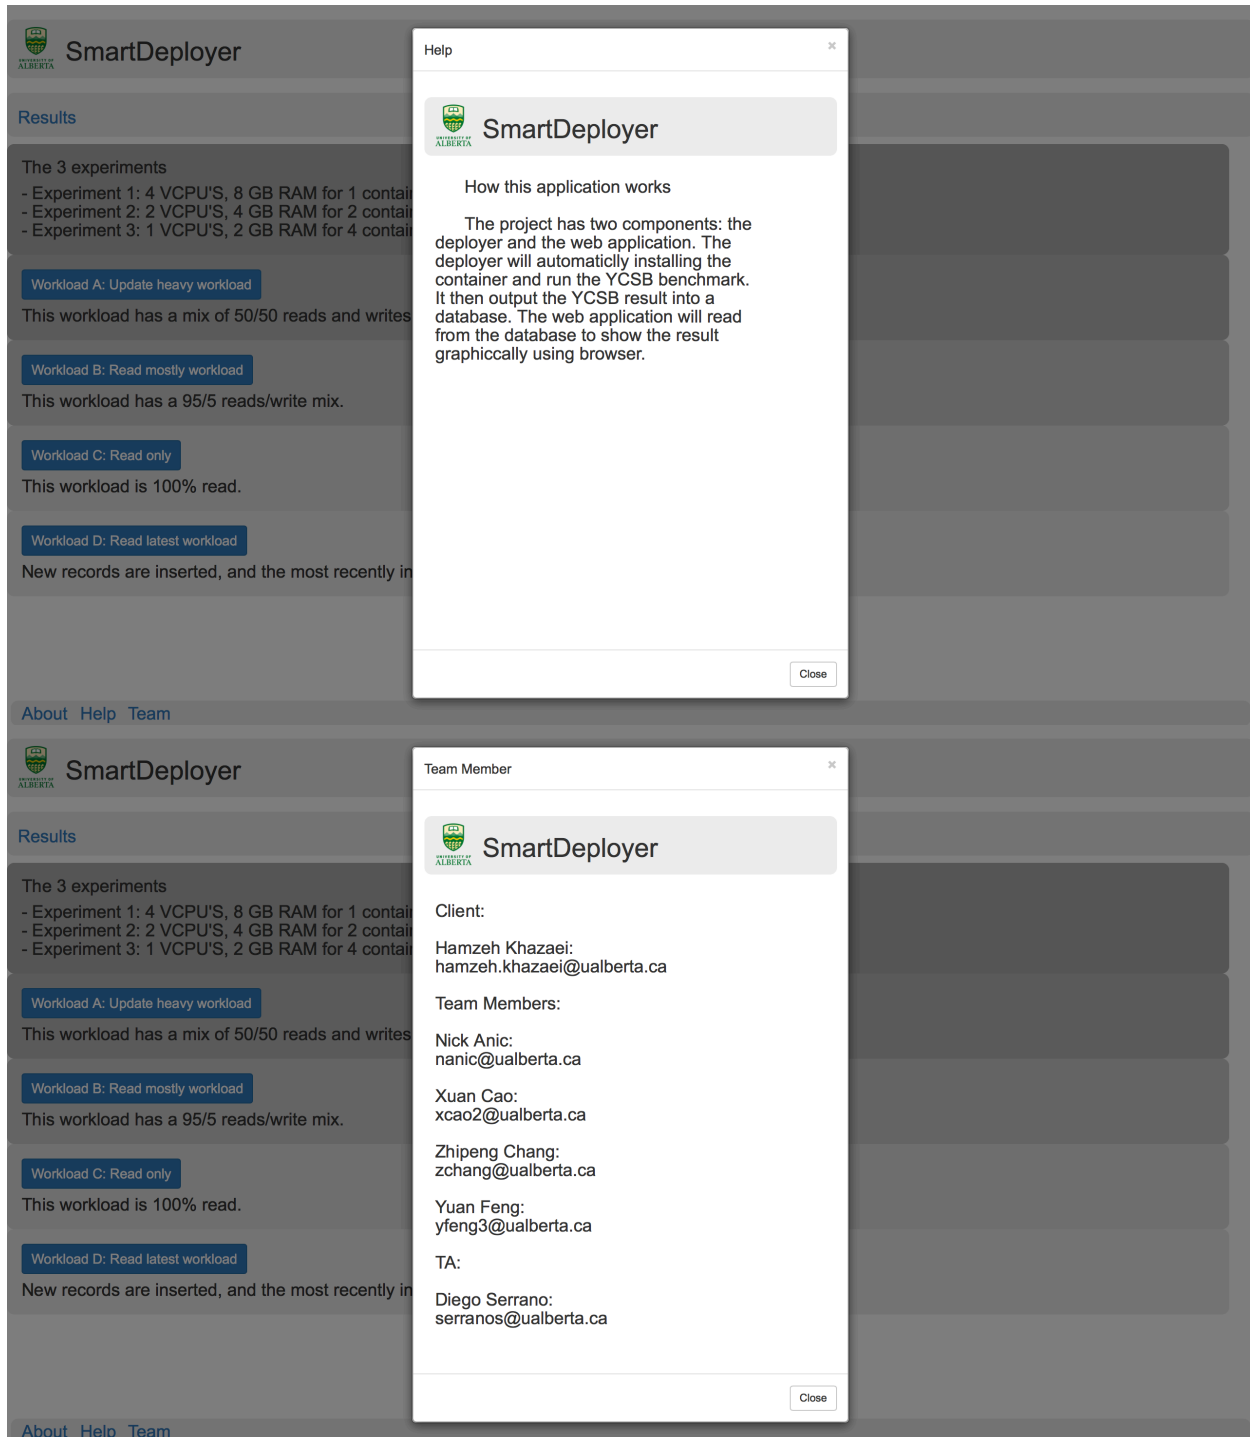 UNIVERSITY OF
ALBERTA
SmartDeployer
Results
The 3 experiments
- Experiment 1: 4 VCPU'S, 8 GB RAM for 1
- Experiment 2: 2 VCPU'S, 4 GB RAM for 2
- Experiment 3: 1 VCPU'S, 2 GB RAM for 4
Workload A: Update heavy workload
This workload has a mix of 50/50 reads and writes
Workload B: Read mostly workload
This workload has a 95/5 reads/write mix.
Workload C: Read only
This workload is 100% read.
Workload D: Read latest workload
New records are inserted, and the most recently
About Help Team
Help
×
UNIVERSITY OF
ALBERTA
SmartDeployer
How this application works
The project has two components: the
deployer and the web application. The
deployer will automaticlly installing the
container and run the YCSB benchmark.
It then output the YCSB result into a
database. The web application will read
from the database to show the result
graphiccally using browser.
Close
UNIVERSITY OF
ALBERTA
SmartDeployer
Results
The 3 experiments
- Experiment 1: 4 VCPU'S, 8 GB RAM for 1
- Experiment 2: 2 VCPU'S, 4 GB RAM for 2
- Experiment 3: 1 VCPU'S, 2 GB RAM for 4
Workload A: Update heavy workload
This workload has a mix of 50/50 reads and writes
Workload B: Read mostly workload
This workload has a 95/5 reads/write mix.
Workload C: Read only
This workload is 100% read.
Workload D: Read latest workload
New records are inserted, and the most recently
About Help Team
Team Member
×
UNIVERSITY OF
ALBERTA
SmartDeployer
Client:
Hamzeh Khazaei:
hamzeh.khazaei@ualberta.ca
Team Members:
Nick Anic:
nanic@ualberta.ca
Xuan Cao:
xcao2@ualberta.ca
Zhipeng Chang:
zchang@ualberta.ca
Yuan Feng:
yfeng3@ualberta.ca
TA:
Diego Serrano:
serranos@ualberta.ca
Close